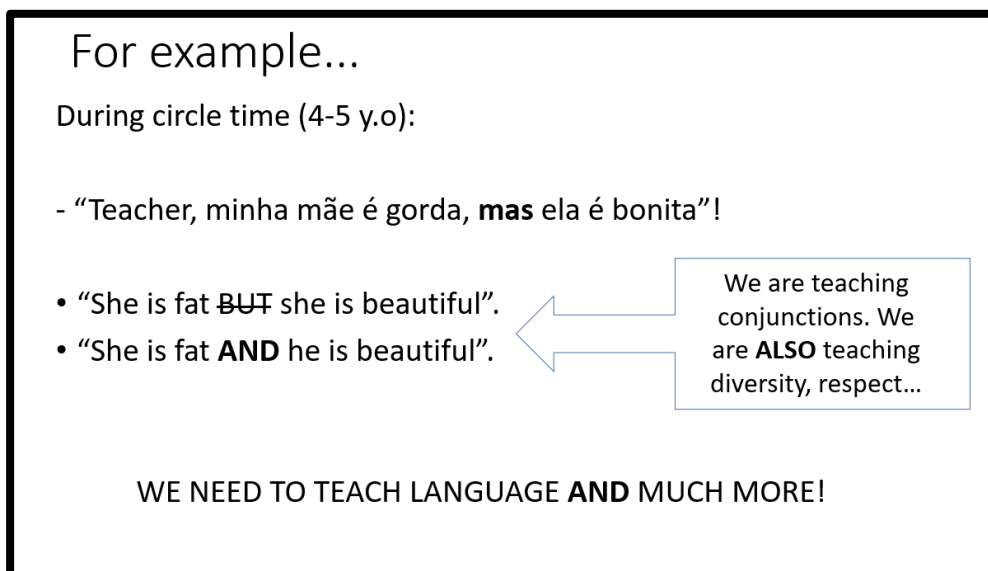 For example...
During circle time (4-5 y.o):
- “Teacher, minha mãe é gorda, mas ela é bonita”!
• “She is fat BUT she is beautiful”.
• “She is fat AND he is beautiful”.
We are teaching
conjunctions. We
are ALSO teaching
diversity, respect...
WE NEED TO TEACH LANGUAGE AND MUCH MORE!